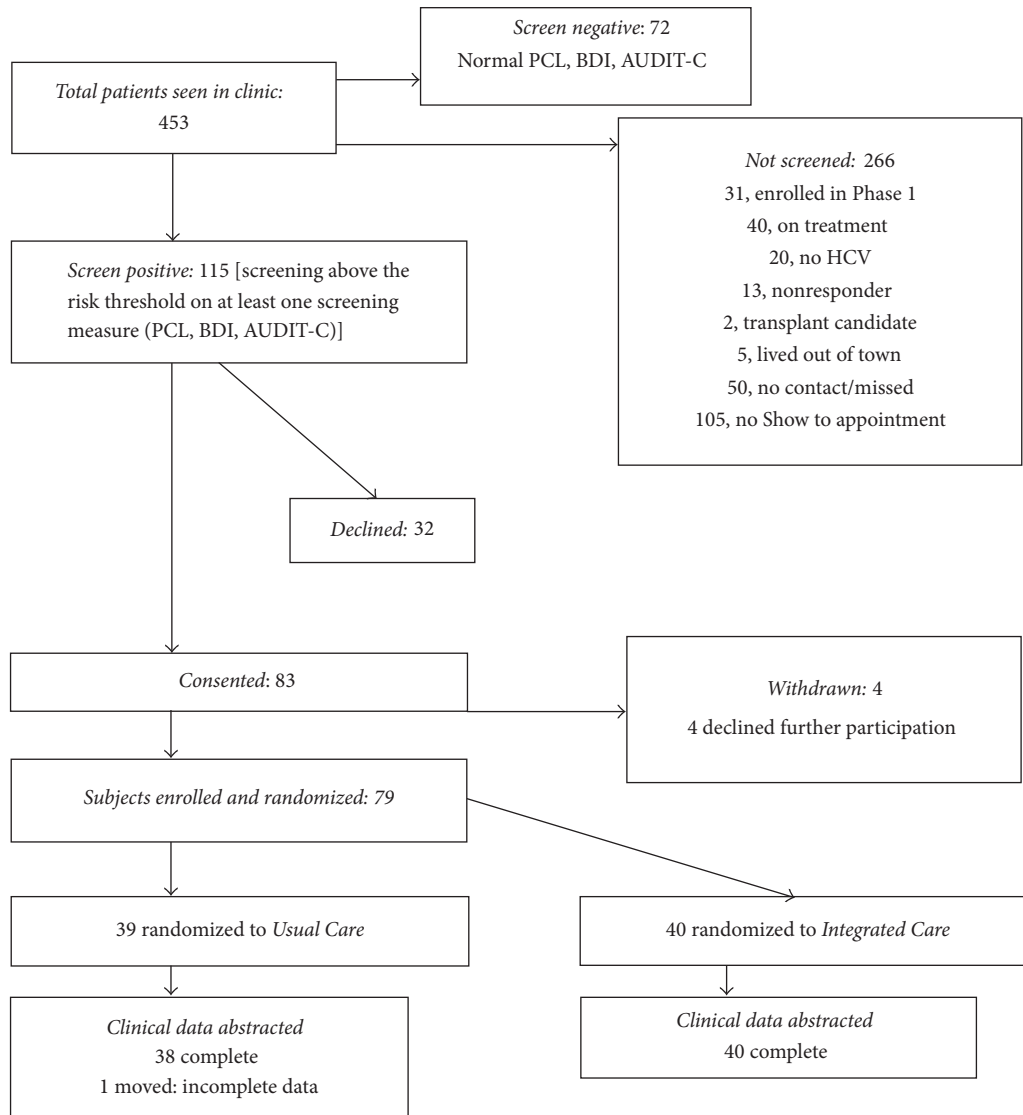 Screen negative: 72
Normal PCL, BDI, AUDIT-C
Total patients seen in clinic:
453
Not screened: 266
31, enrolled in Phase 1
40, on treatment
20, no HCV
13, nonresponder
2, transplant candidate
5, lived out of town
50, no contact/missed
105, no Show to appointment
Screen positive: 115 [screening above the
risk threshold on at least one screening
measure (PCL, BDI, AUDIT-C)]
Declined: 32
Consented: 83
Withdrawn: 4
4 declined further participation
Subjects enrolled and randomized: 79
39 randomized to Usual Care
40 randomized to Integrated Care
Clinical data abstracted
38 complete
1 moved: incomplete data
Clinical data abstracted
40 complete